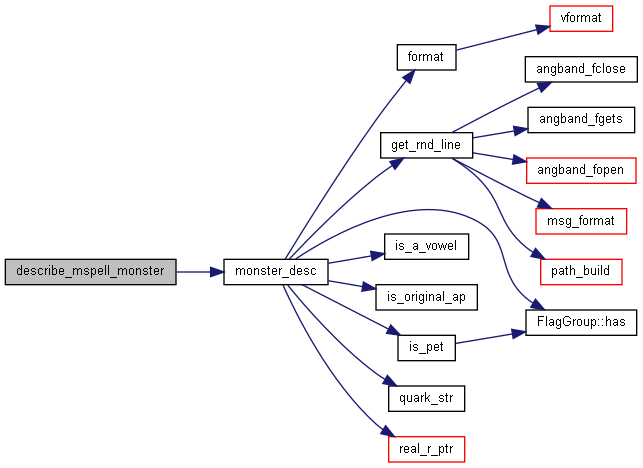 vformat
format
angband_fclose
angband_fgets
get_rnd_line
angband_fopen
msg_format
is_a_vowel
describe_mspell_monster
monster_desc
path_build
is_original_ap
FlagGroup::has
is_pet
quark_str
real_r_ptr